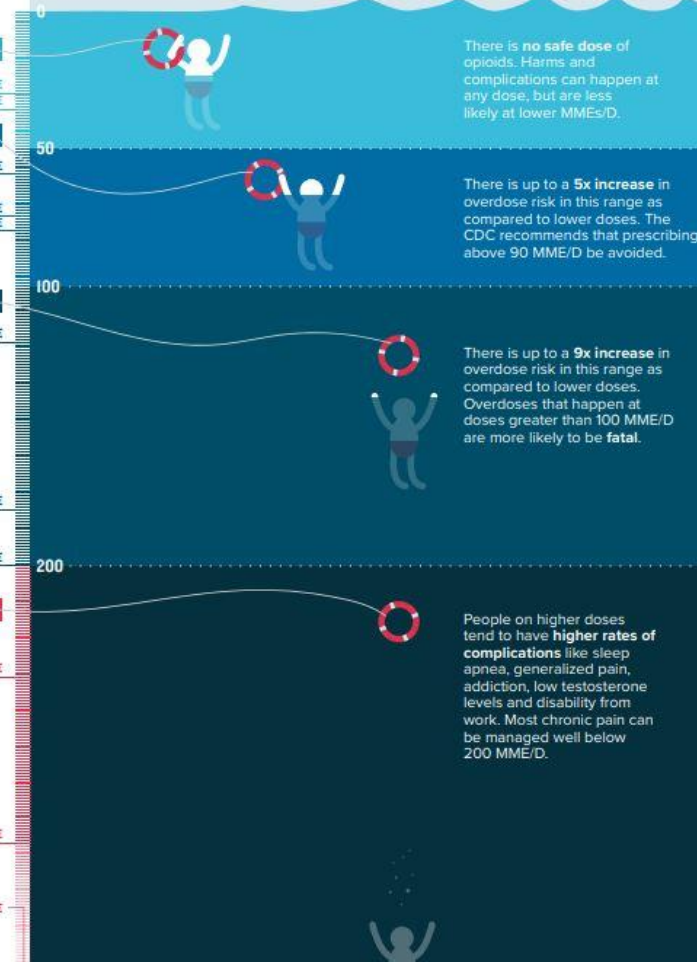 0
There is no safe dose of
opioids. Harms and
complications can happen at
any dose, but are less
likely at lower MMEs/D.
50
There is up to a 5x increase in
overdose risk in this range as
compared to lower doses. The
CDC recommends that prescribing
above 90 MME/D be avoided.
100
There is up to a 9x increase in
overdose risk in this range as
compared to lower doses.
Overdoses that happen at
doses greater than 100 MME/D
are more likely to be fatal.
200
People on higher doses
tend to have higher rates of
complications like sleep
apnea, generalized pain,
addiction, low testosterone
levels and disability from
work. Most chronic pain can
be managed well below
200 MME/D.